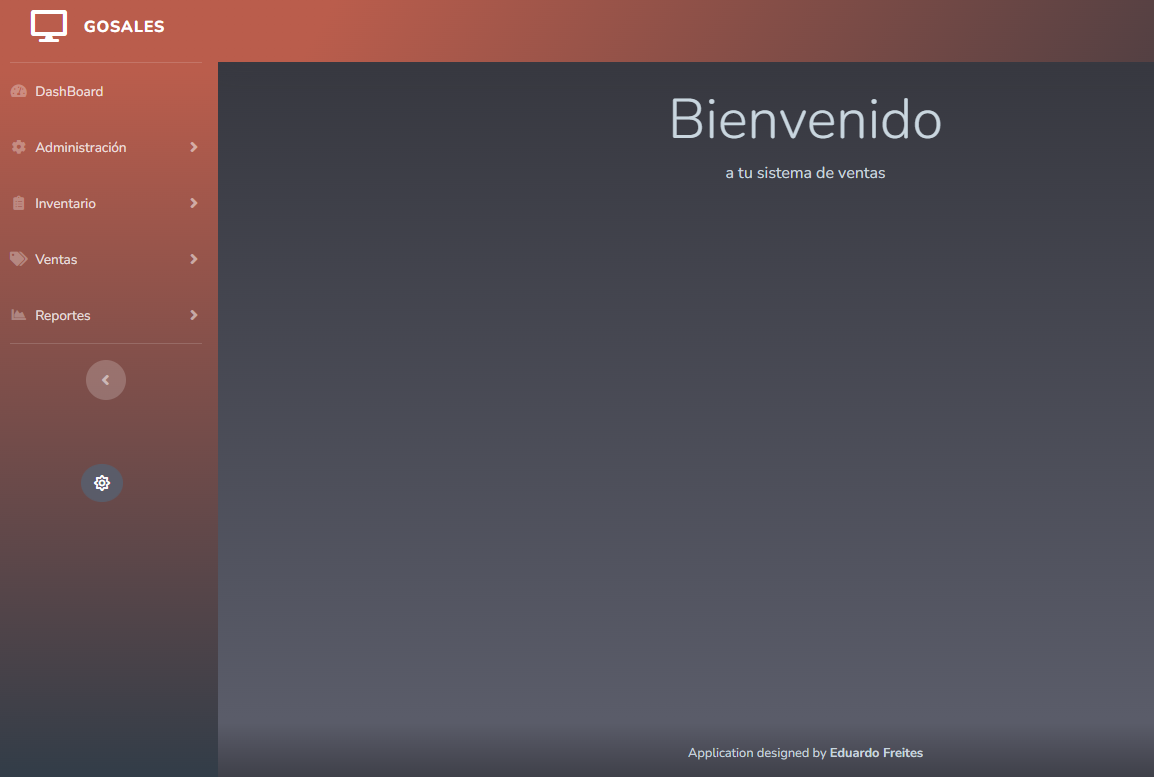 GOSALES
DashBoard
Administración
Inventario
Ventas
Reportes
Bienvenido
a tu sistema de ventas
Application designed by Eduardo Freites